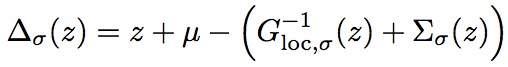 Δ_σ(z) = z + μ − (G_{loc,σ}^{−1}(z) + Σ_σ(z))